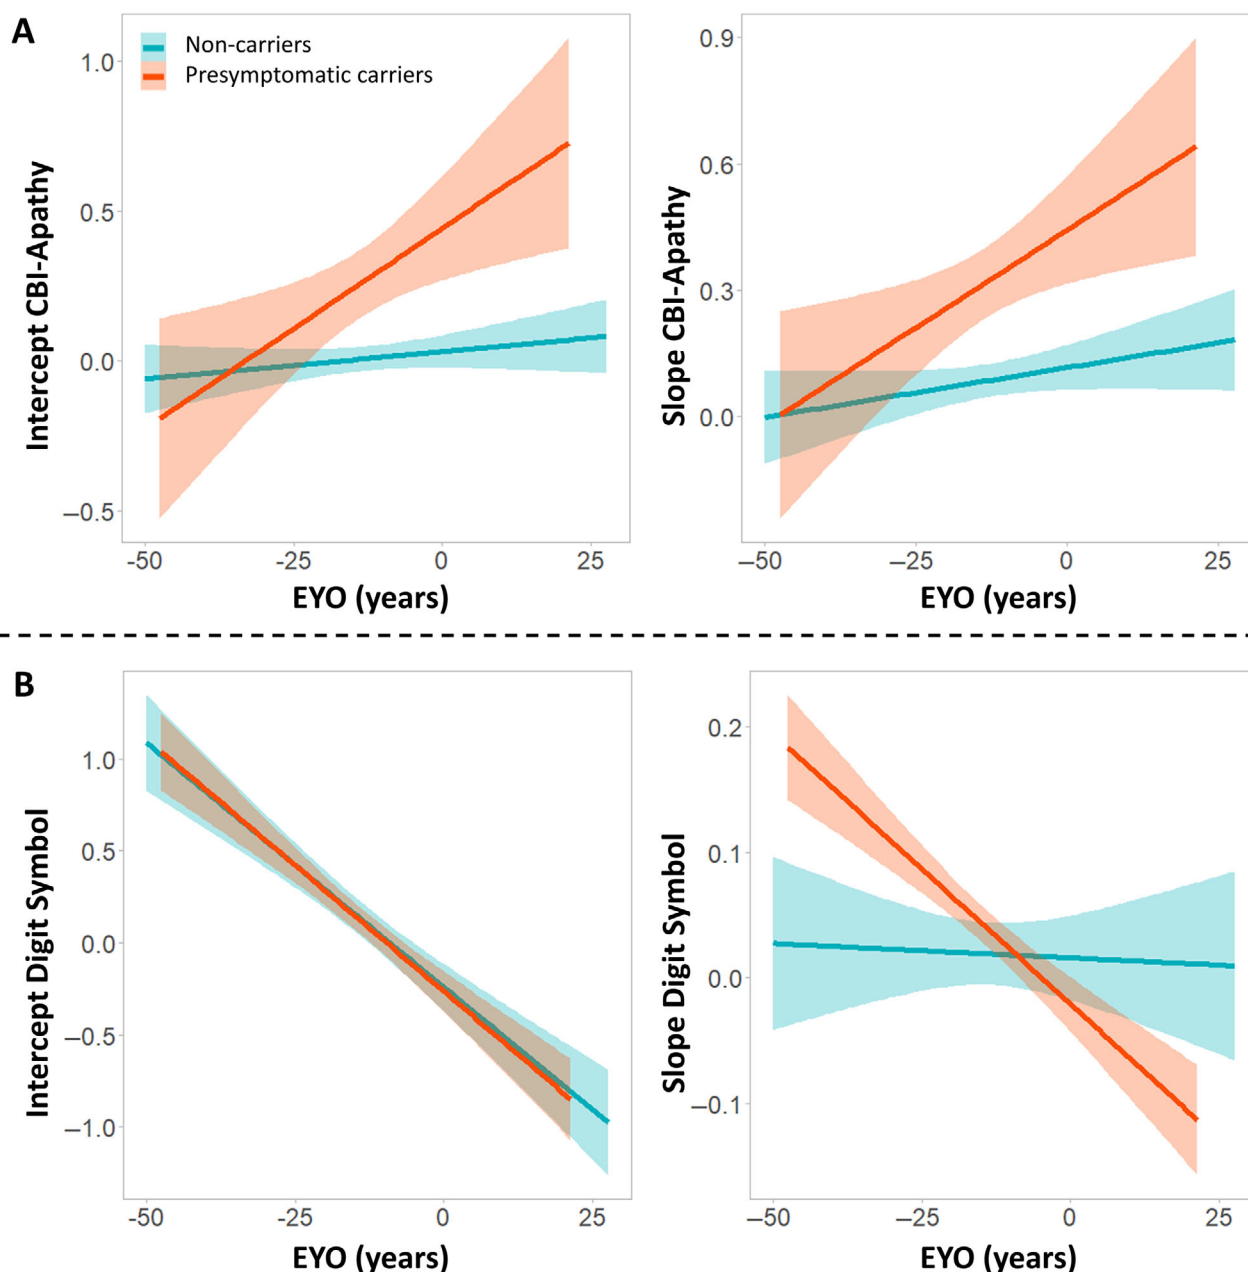 A
Non-carriers
Presymptomatic carriers
Intercept CBI-Apathy
1.0
0.5
0.0
−0.5
-50 -25 0 25
EYO (years)
Slope CBI-Apathy
0.9
0.6
0.3
0.0
−50 −25 0 25
EYO (years)
B
Intercept Digit Symbol
1.0
0.5
0.0
−0.5
−1.0
-50 -25 0 25
EYO (years)
Slope Digit Symbol
0.2
0.1
0.0
−0.1
−50 −25 0 25
EYO (years)